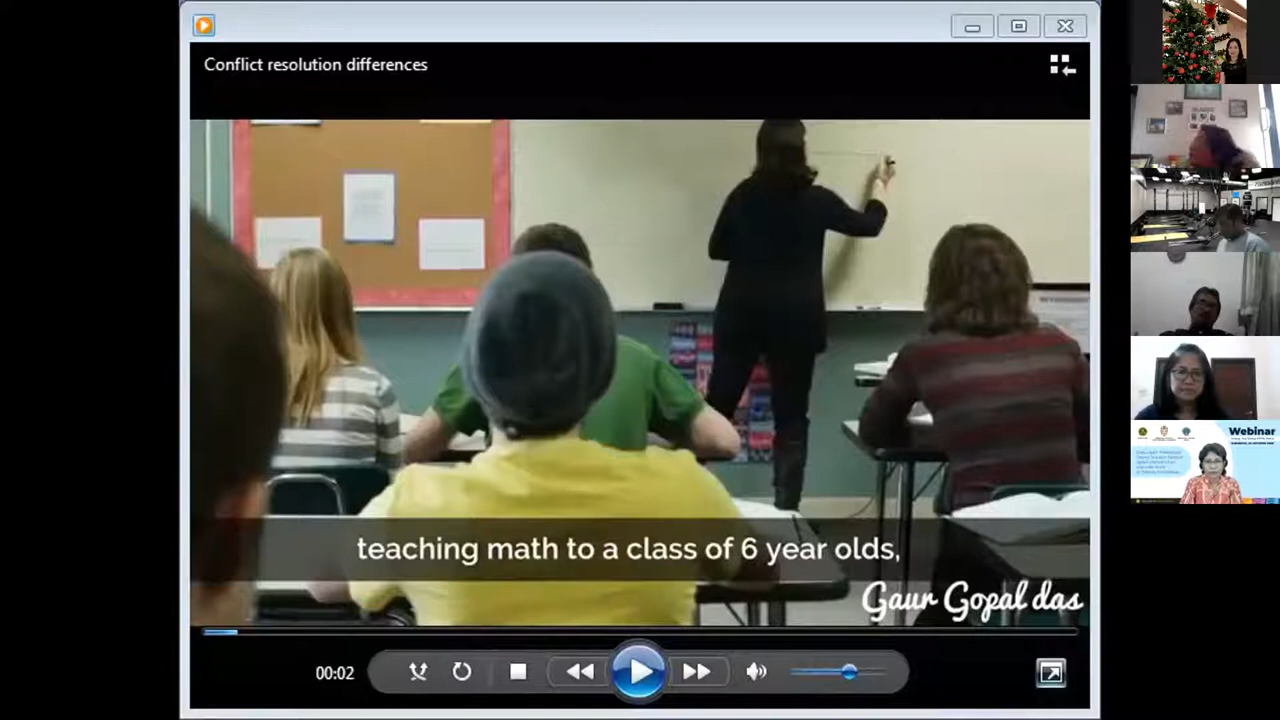 Conflict resolution differences
teaching math to a class of 6 year olds,
Gaur Gopal das
00:02
Webinar